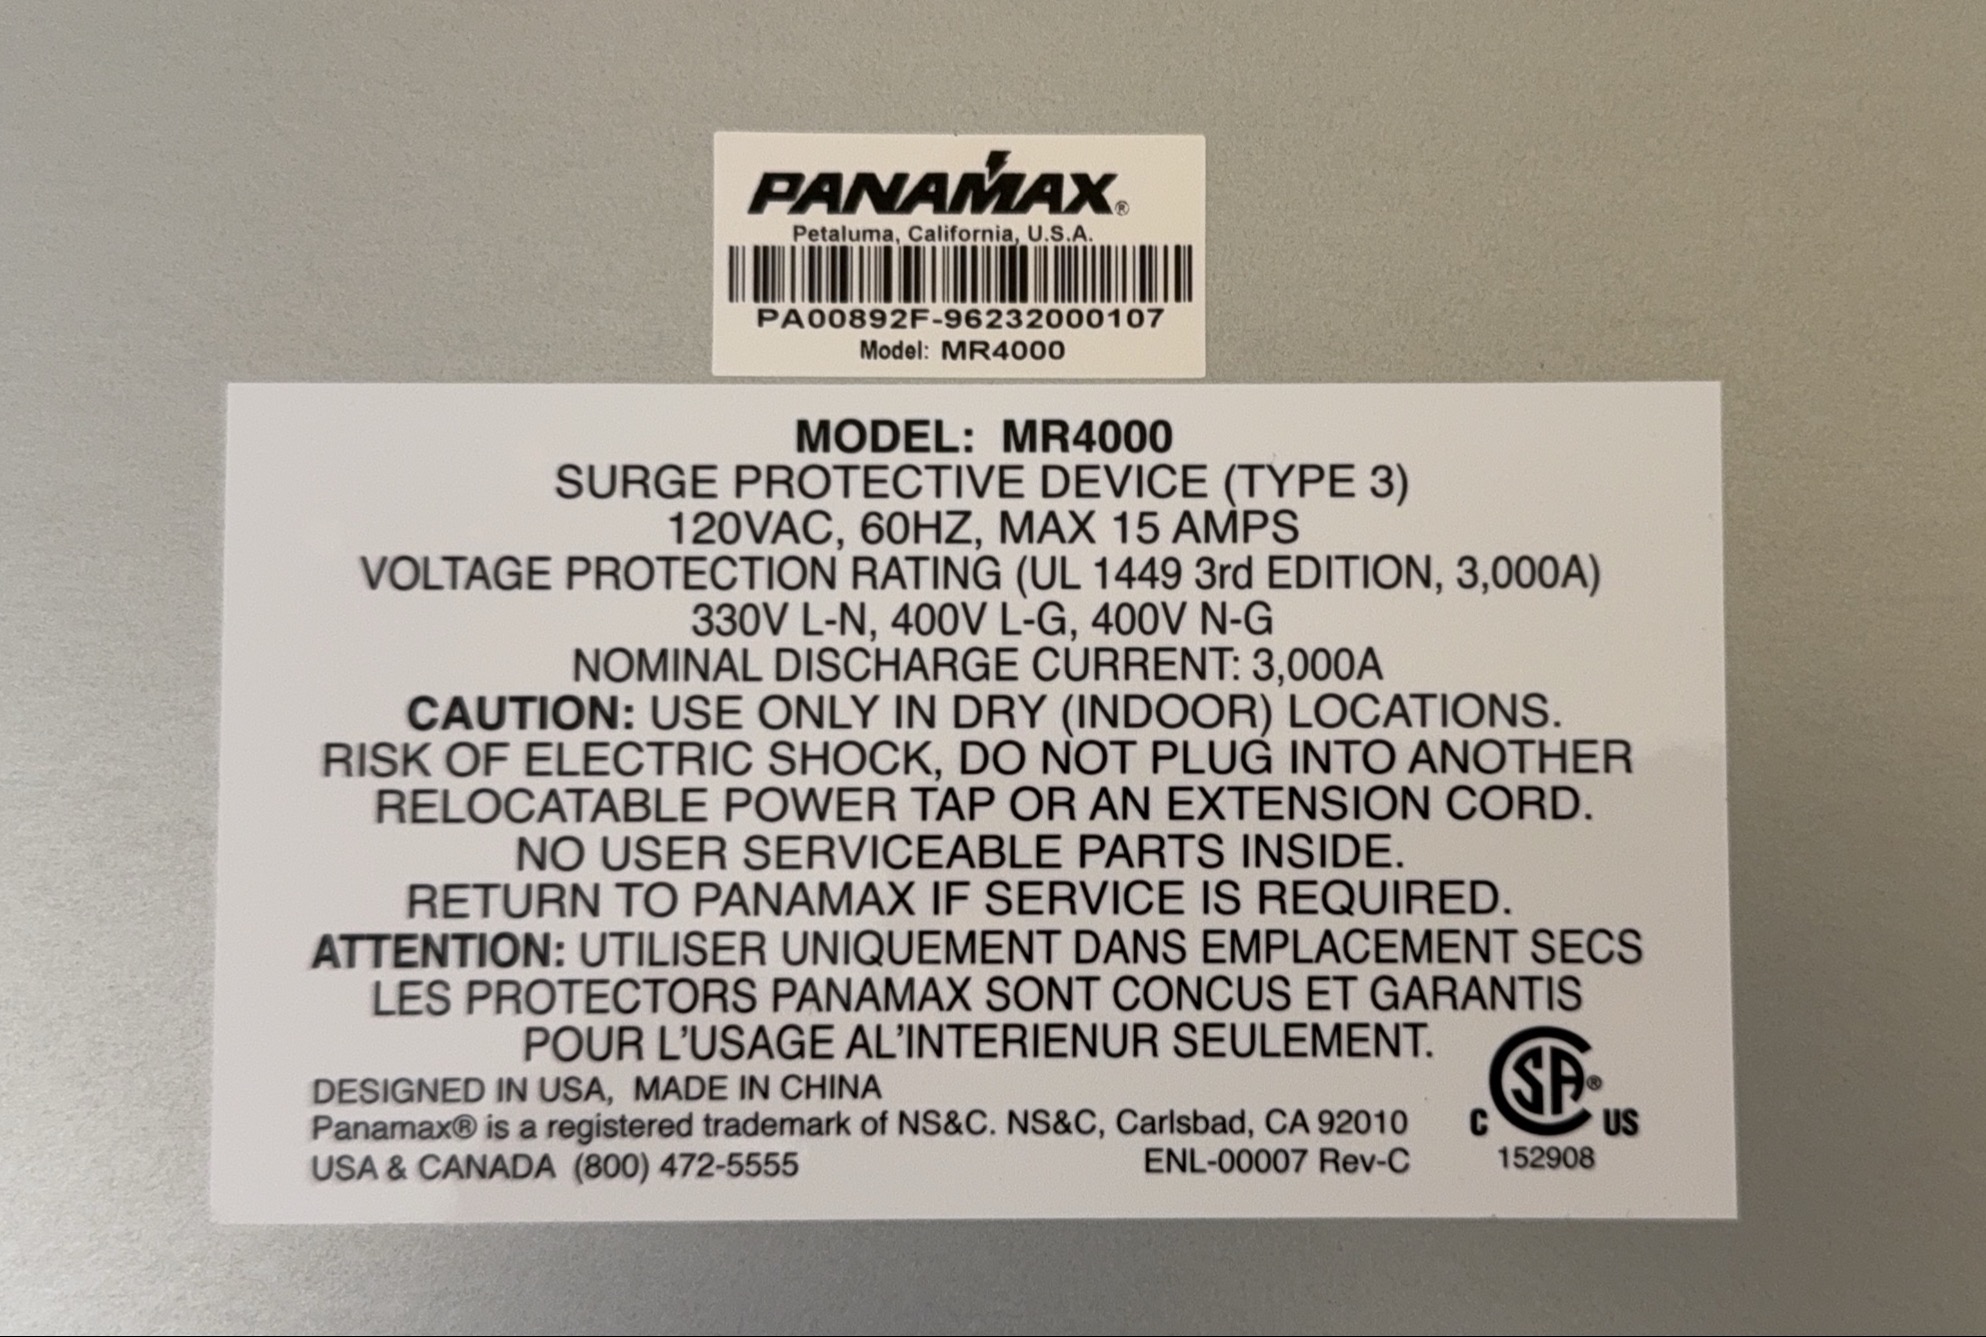 PANAMAX®
Petaluma, California, U.S.A.
PA00892F-96232000107
Model: MR4000
MODEL: MR4000
SURGE PROTECTIVE DEVICE (TYPE 3)
120VAC, 60HZ, MAX 15 AMPS
VOLTAGE PROTECTION RATING (UL 1449 3rd EDITION, 3,000A)
330V L-N, 400V L-G, 400V N-G
NOMINAL DISCHARGE CURRENT: 3,000A
CAUTION: USE ONLY IN DRY (INDOOR) LOCATIONS.
RISK OF ELECTRIC SHOCK, DO NOT PLUG INTO ANOTHER
RELOCATABLE POWER TAP OR AN EXTENSION CORD.
NO USER SERVICEABLE PARTS INSIDE.
RETURN TO PANAMAX IF SERVICE IS REQUIRED.
ATTENTION: UTILISER UNIQUEMENT DANS EMPLACEMENT SECS
LES PROTECTORS PANAMAX SONT CONCUS ET GARANTIS
POUR L'USAGE AL'INTERIENUR SEULEMENT.
DESIGNED IN USA, MADE IN CHINA
Panamax® is a registered trademark of NS&C. NS&C, Carlsbad, CA 92010
USA & CANADA (800) 472-5555 ENL-00007 Rev-C
C SA® US
152908